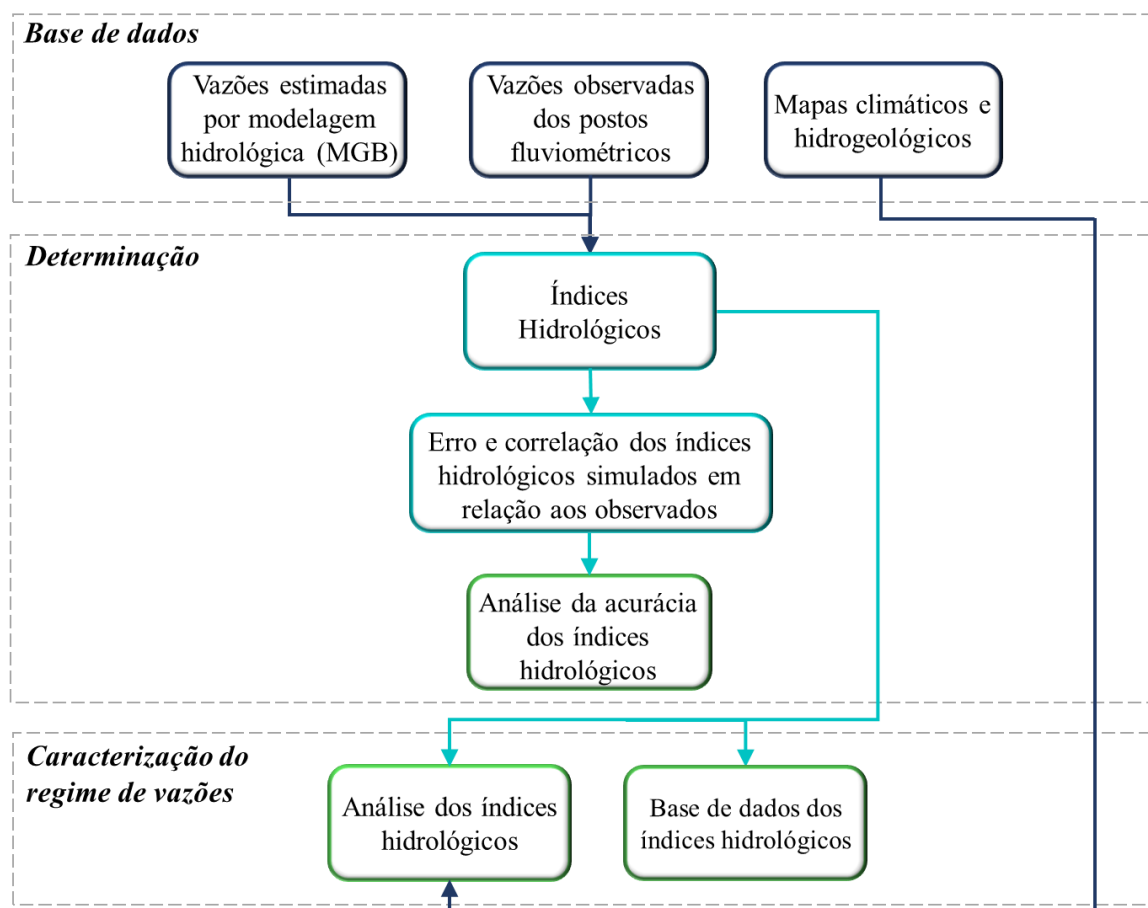 Base de dados
Vazões estimadas
por modelagem
hidrológica (MGB)
Vazões observadas
dos postos
fluviométricos
Mapas climáticos e
hidrogeológicos
Determinação
Índices
Hidrológicos
Erro e correlação dos índices
hidrológicos simulados em
relação aos observados
Análise da acurácia
dos índices
hidrológicos
Caracterização do
regime de vazões
Análise dos índices
hidrológicos
Base de dados dos
índices hidrológicos